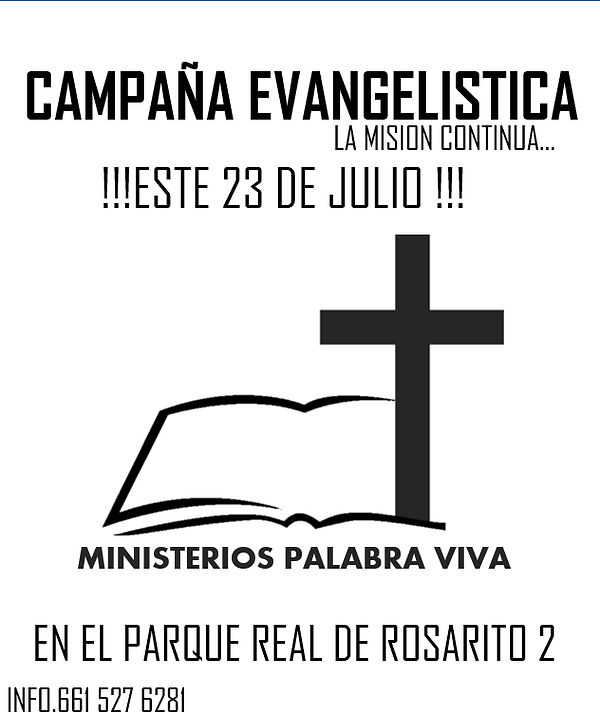 CAMPAÑA EVANGELISTICA
LA MISION CONTINUA...
!!!ESTE 23 DE JULIO !!!
MINISTERIOS PALABRA VIVA
EN EL PARQUE REAL DE ROSARITO 2
INFO.661 527 6281